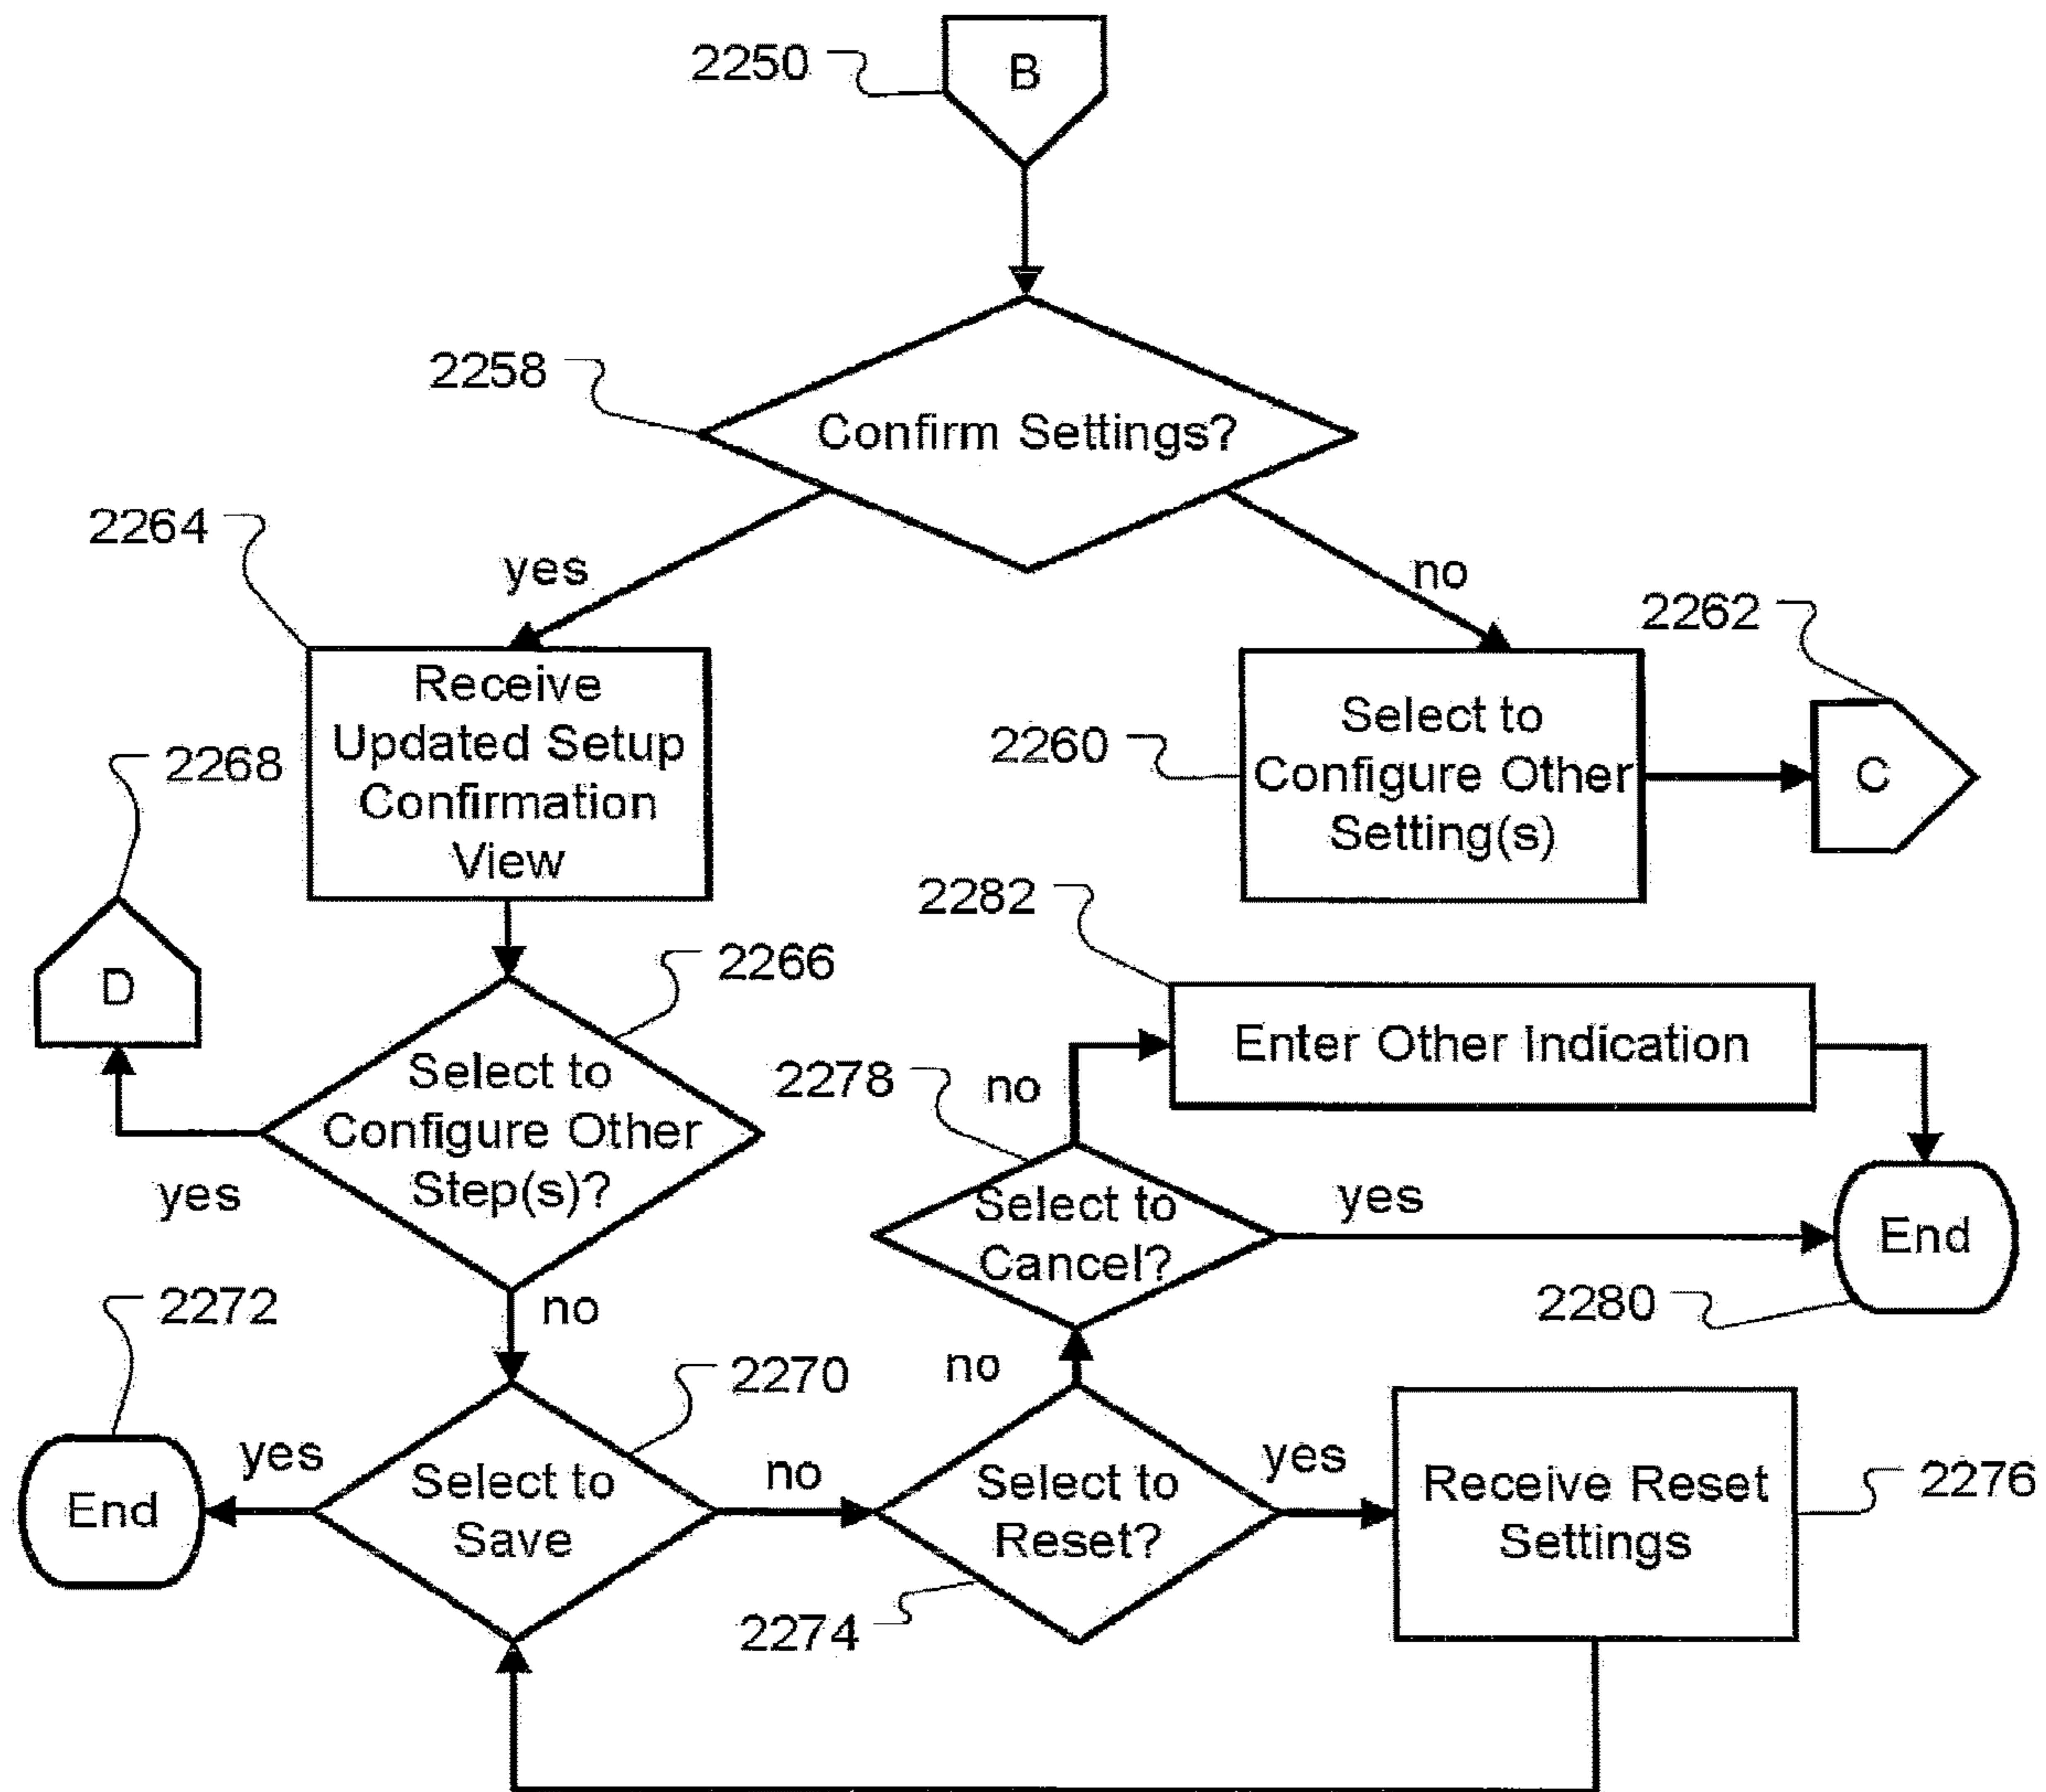 2250
B
2258
Confirm Settings?
2264
yes
no
2262
Receive
Updated Setup
Confirmation
View
2260
Select to
Configure Other
Setting(s)
C
2268
D
2266
2282
Select to
Configure Other
Step(s)?
yes
2278
no
Enter Other Indication
Select to
Cancel?
yes
End
2280
2272
no
2270
no
End
yes
Select to
Save
no
Select to
Reset?
yes
Receive Reset
Settings
2276
2274